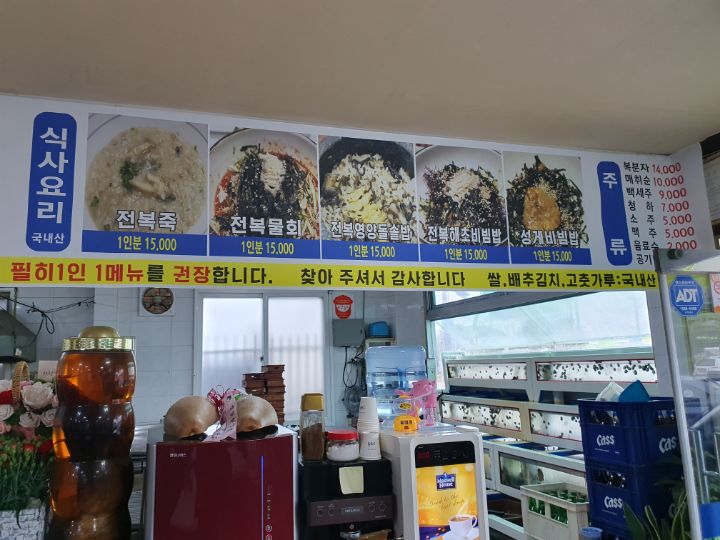 식사요리
국내산
전복죽
1인분 15,000
전복물회
1인분 15,000
전복영양돌솥밥
1인분 15,000
전복해초비빔밥
1인분 15,000
성게비빔밥
1인분 15,000
주류
복분자 14,000
매취순 10,000
백세주 9,000
청하 7,000
소주 5,000
맥주 5,000
음료수 2,000
공기
필히1인 1메뉴를 권장합니다. 찾아 주셔서 감사합니다 쌀,배추김치,고춧가루:국내산
ADT
Cass
Cass
Maxwell House